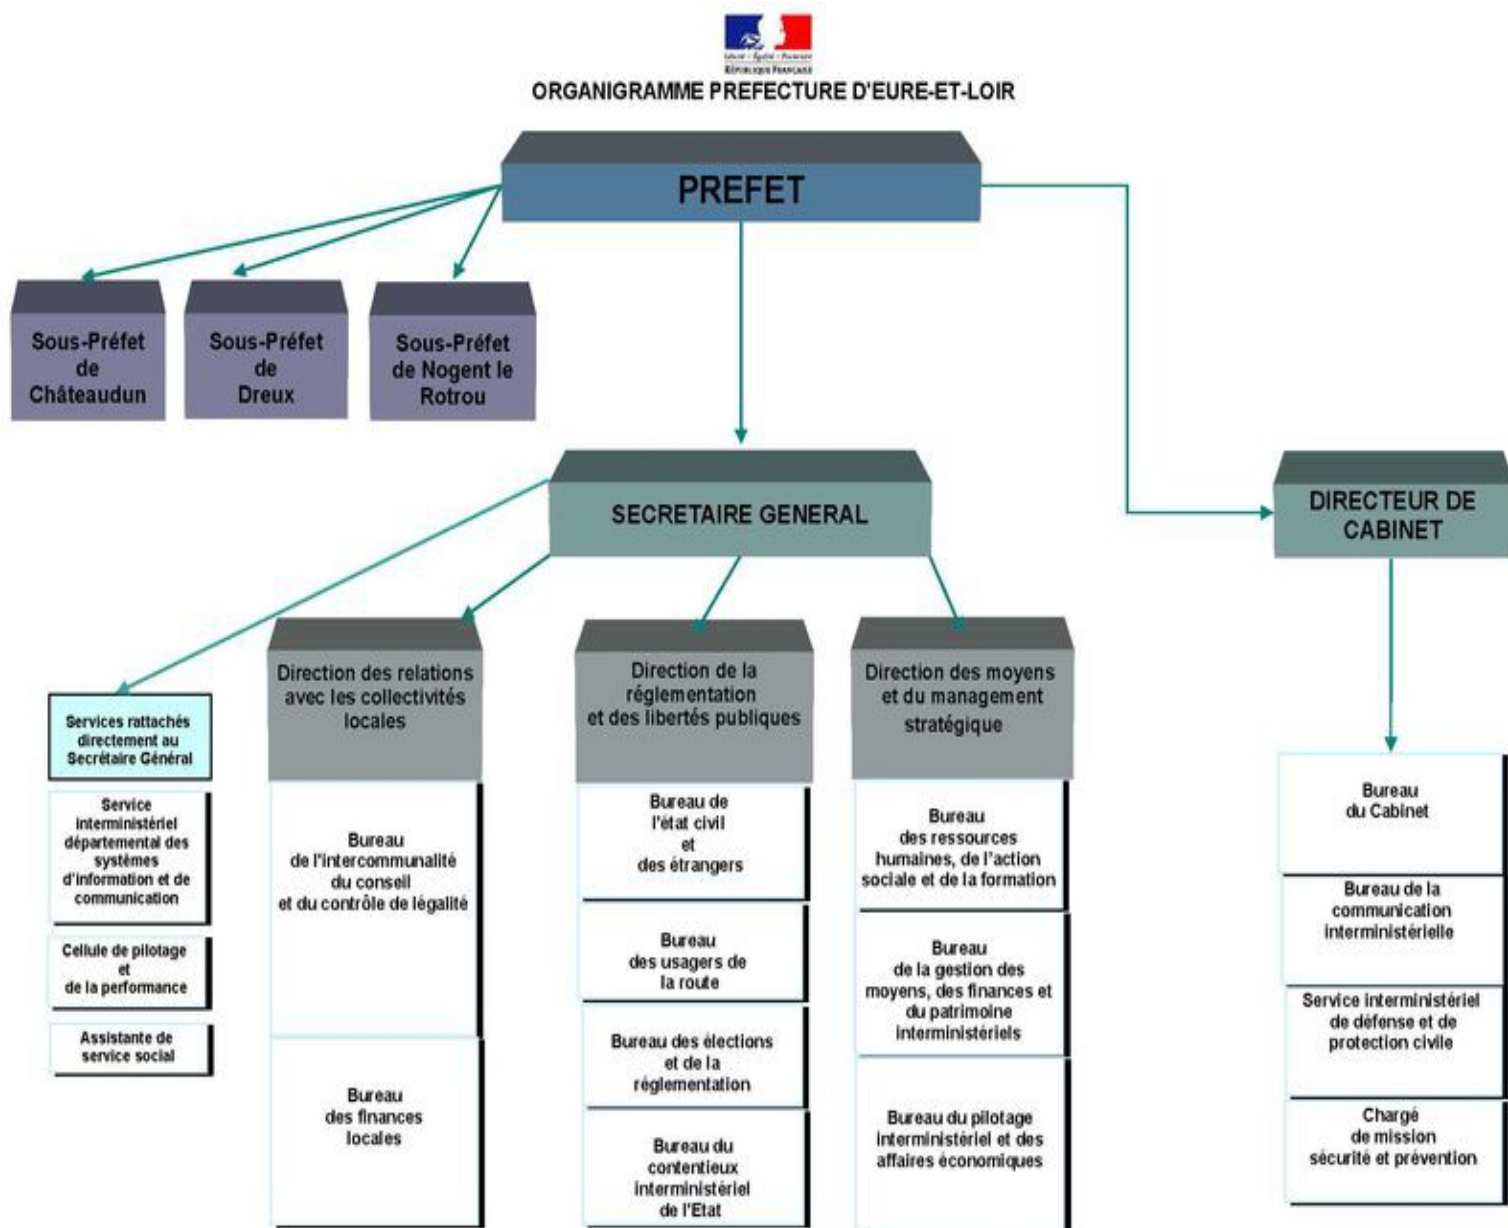 Liberté • Égalité • Fraternité
RÉPUBLIQUE FRANÇAISE
ORGANIGRAMME PREFECTURE D'EURE-ET-LOIR
PREFET
Sous-Préfet
de
Châteaudun
Sous-Préfet
de
Dreux
Sous-Préfet
de Nogent le
Rotrou
SECRETAIRE GENERAL
DIRECTEUR DE
CABINET
Services rattachés
directement au
Secrétaire Général
Service
interministériel
départemental des
systèmes
d'information et de
communication
Cellule de pilotage
et
de la performance
Assistante de
service social
Direction des relations
avec les collectivités
locales
Bureau
de l'intercommunalité
du conseil
et du contrôle de légalité
Bureau
des finances
locales
Direction de la
réglementation
et des libertés publiques
Bureau de
l'état civil
et
des étrangers
Bureau
des usagers de
la route
Bureau des élections
et de la
réglementation
Bureau du
contentieux
interministériel
de l'Etat
Direction des moyens
et du management
stratégique
Bureau
des ressources
humaines, de l'action
sociale et de la formation
Bureau
de la gestion des
moyens, des finances et
du patrimoine
interministériels
Bureau du pilotage
interministériel et des
affaires économiques
Bureau
du Cabinet
Bureau de la
communication
interministérielle
Service interministériel
de défense et de
protection civile
Chargé
de mission
sécurité et prévention